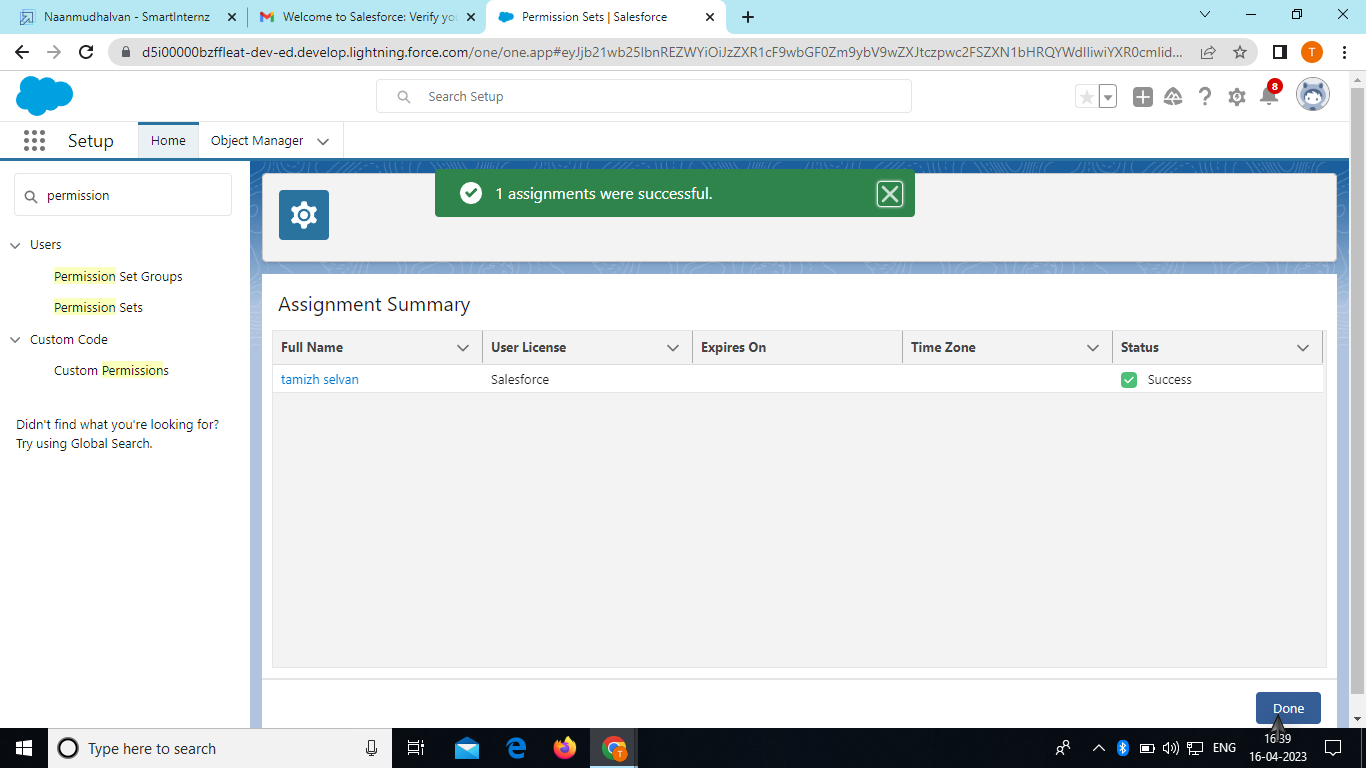 Naanmudhalvan - SmartInternz
Welcome to Salesforce: Verify you
Permission Sets | Salesforce
d5i00000bzffleat-dev-ed.develop.lightning.force.com/one/one.app#eyJjb21wb25lbnREZWYiOiJzZXR1cF9wbGF0Zm9ybV9wZXJtczpwc2FSZXN1bHRQYWdlIiwiYXR0cmlid...
T
Search Setup
8
Setup
Home
Object Manager
permission
1 assignments were successful.
Users
Permission Set Groups
Permission Sets
Custom Code
Custom Permissions
Didn't find what you're looking for?
Try using Global Search.
Assignment Summary
Full Name
User License
Expires On
Time Zone
Status
tamizh selvan
Salesforce
Success
Done
Type here to search
T
ENG
16:39
16-04-2023